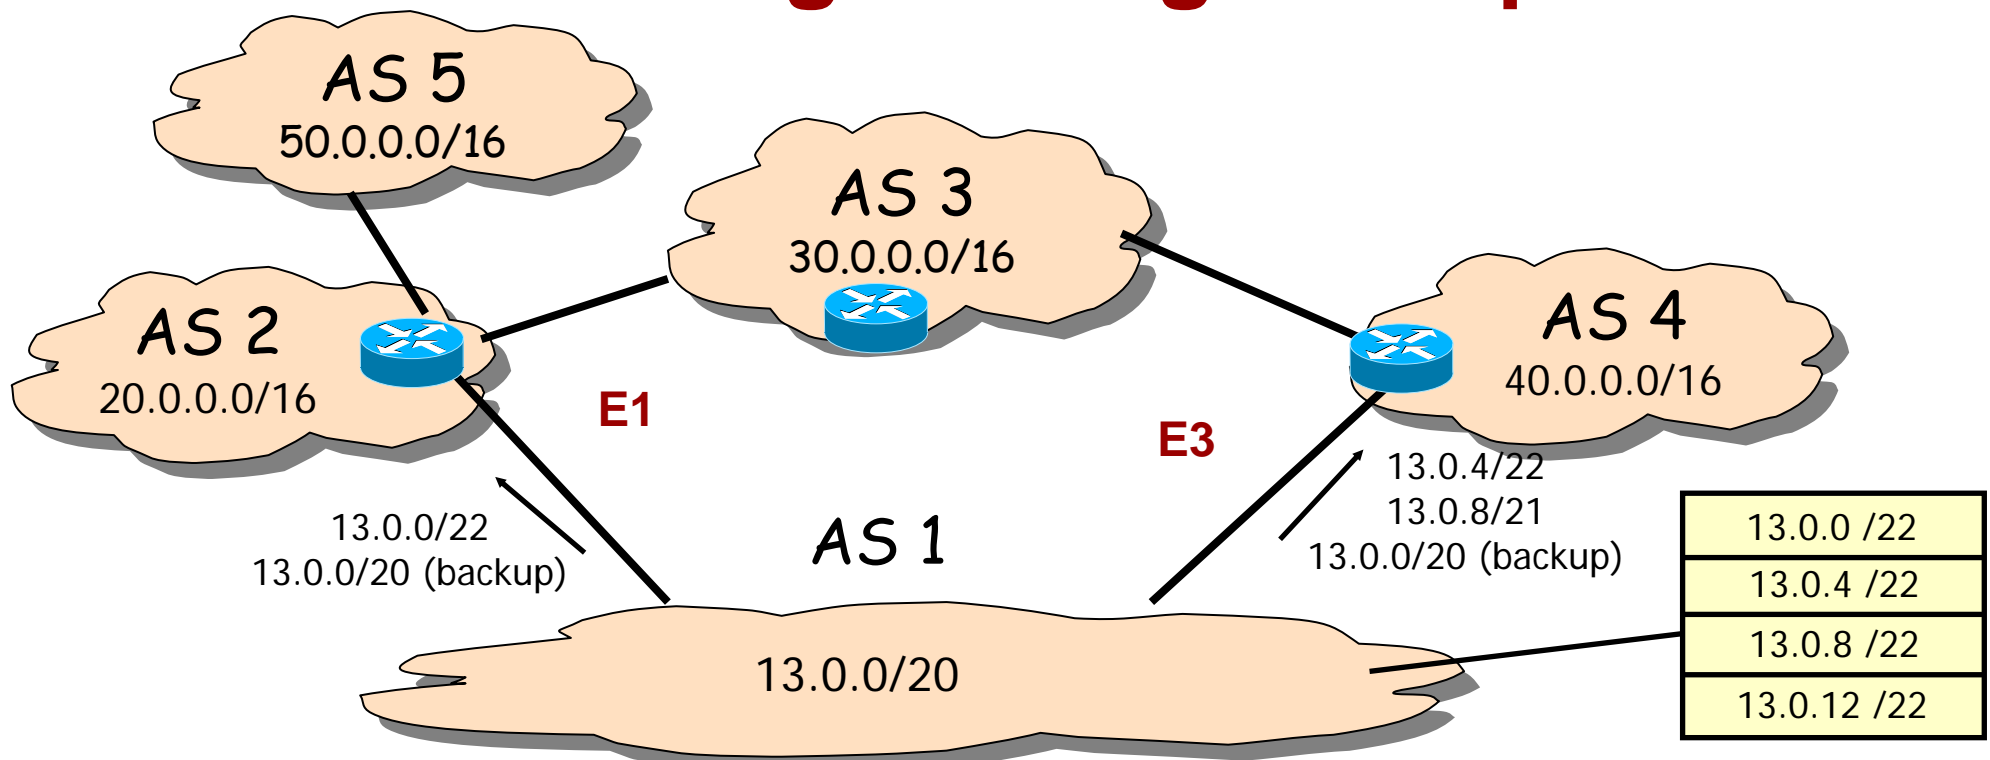 AS 5
50.0.0.0/16
AS 3
30.0.0.0/16
AS 2
20.0.0.0/16
AS 4
40.0.0.0/16
E1
E3
13.0.0/22
13.0.0/20 (backup)
AS 1
13.0.4/22
13.0.8/21
13.0.0/20 (backup)
13.0.0/20
13.0.0 /22
13.0.4 /22
13.0.8 /22
13.0.12 /22